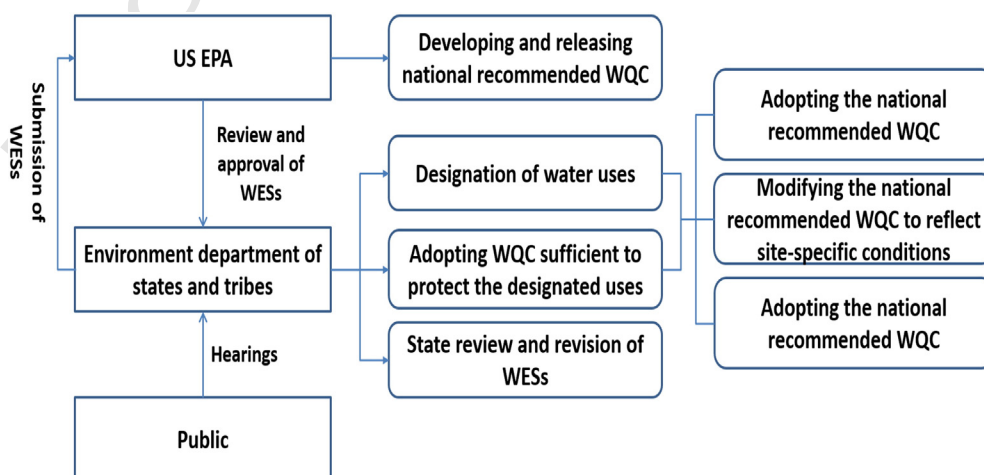 US EPA
Developing and releasing
national recommended WQC
Submission of
WESs
Review and
approval of
WESs
Adopting the national
recommended WQC
Designation of water uses
Modifying the national
recommended WQC to reflect
site-specific conditions
Environment department of
states and tribes
Adopting WQC sufficient to
protect the designated uses
Adopting the national
recommended WQC
Hearings
State review and revision of
WESs
Public